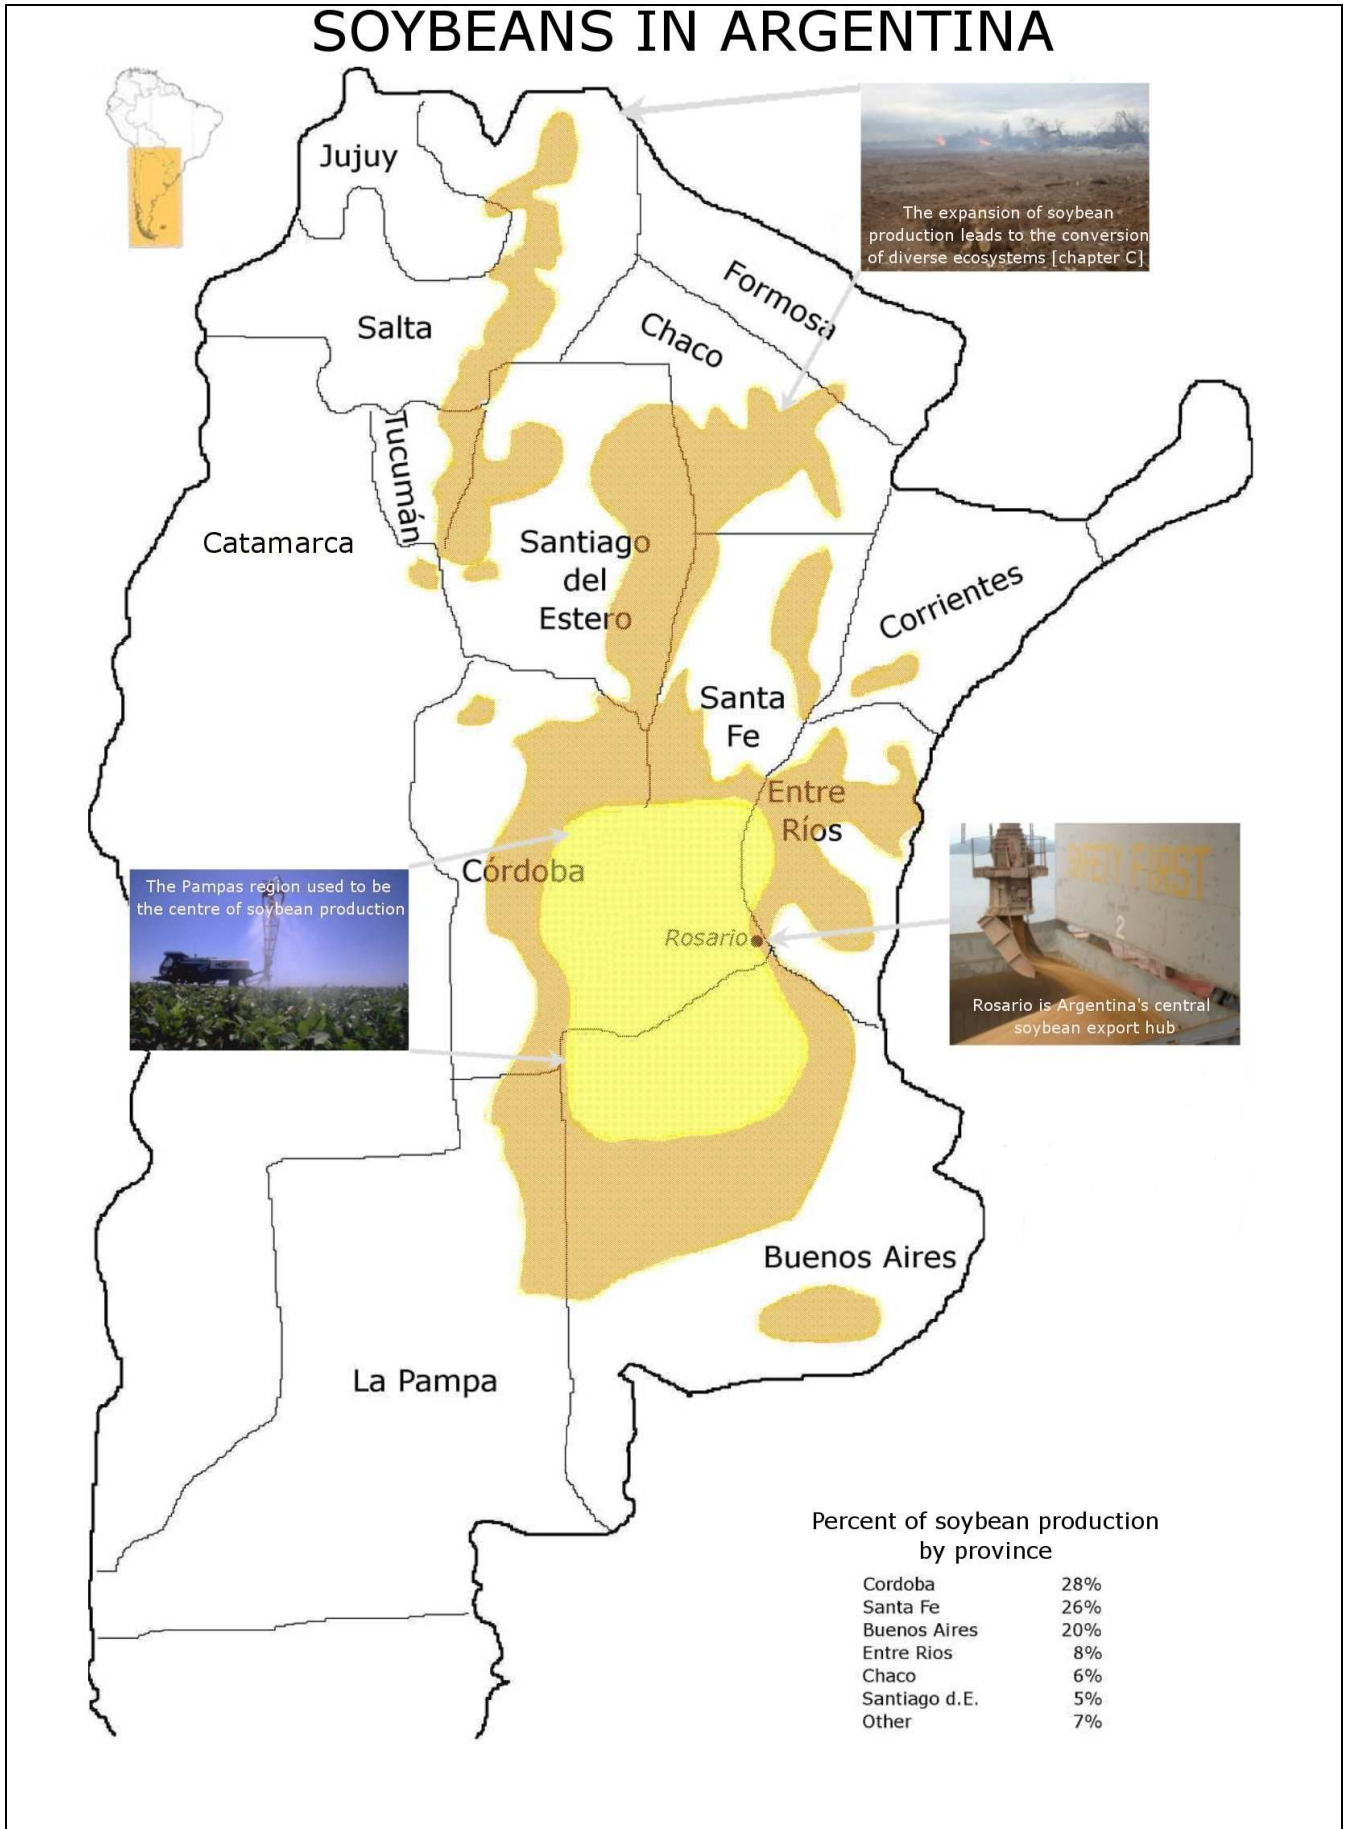 SOYBEANS IN ARGENTINA
Jujuy
The expansion of soybean
production leads to the conversion
of diverse ecosystems [chapter C]
Formosa
Salta
Chaco
Tucumán
Catamarca
Santiago
del
Estero
Corrientes
Santa
Fe
Entre
Ríos
SAFETY FIRST
2
Córdoba
The Pampas region used to be
the centre of soybean production
Rosario
Rosario is Argentina's central
soybean export hub
Buenos Aires
La Pampa
Percent of soybean production
by province
Cordoba 28%
Santa Fe 26%
Buenos Aires 20%
Entre Rios 8%
Chaco 6%
Santiago d.E. 5%
Other 7%